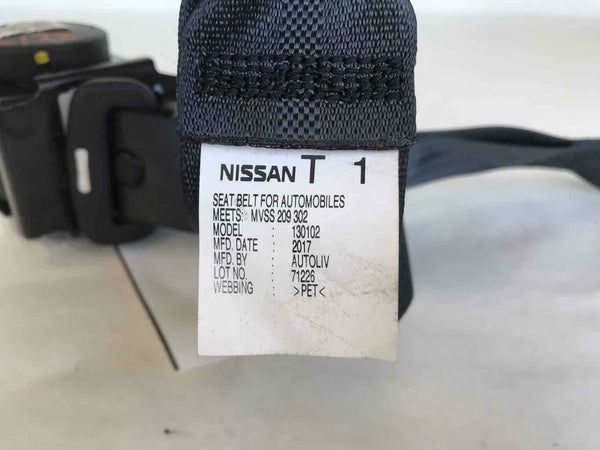 NISSAN T 1
SEAT BELT FOR AUTOMOBILES
MEETS: MVSS 209 302
MODEL : 130102
MFD. DATE : 2017
MFD. BY : AUTOLIV
LOT NO. : 71226
WEBBING : >PET<